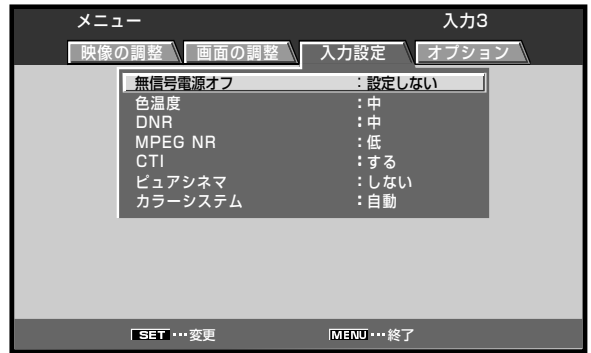 メニュー 入力3
映像の調整 画面の調整 入力設定 オプション
無信号電源オフ :設定しない
色温度 :中
DNR :中
MPEG NR :低
CTI :する
ピュアシネマ :しない
カラーシステム :自動
SET…変更 MENU…終了